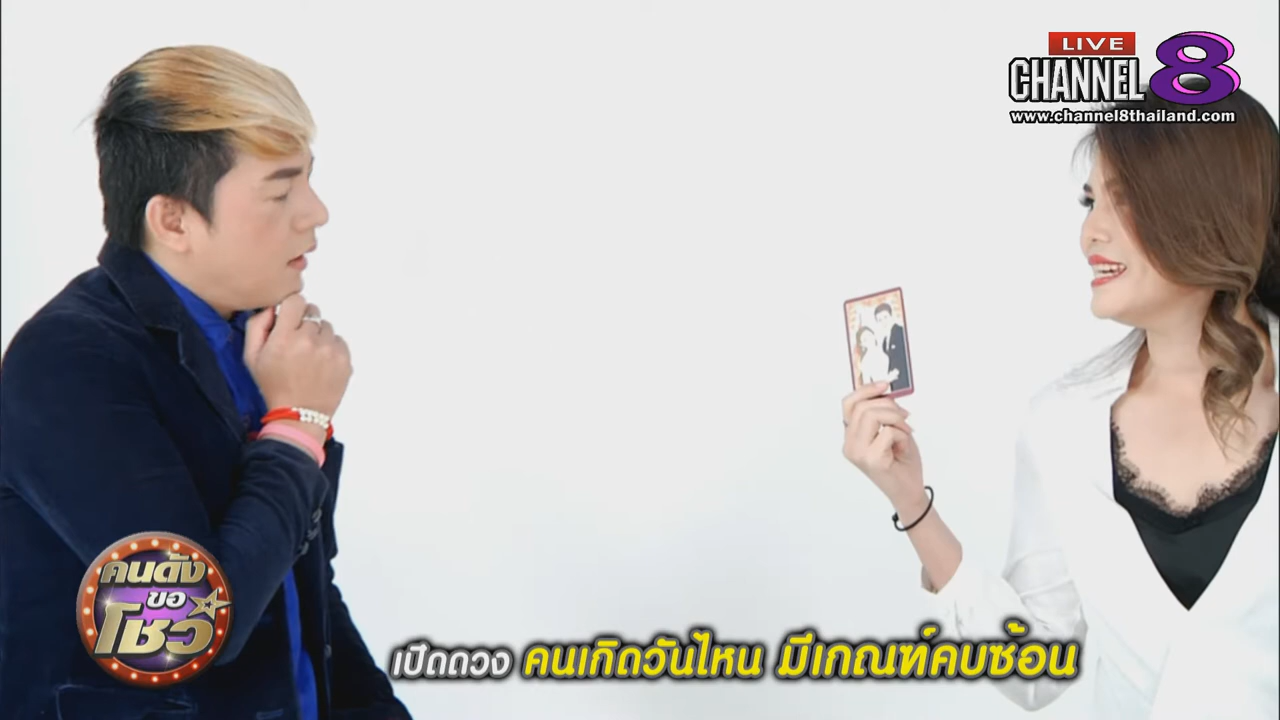 LIVE
CHANNEL 8
www.channel8thailand.com
คนดัง
ขอ
โชว์
เปิดดวง คนเกิดวันไหน มีเกณฑ์คบซ้อน